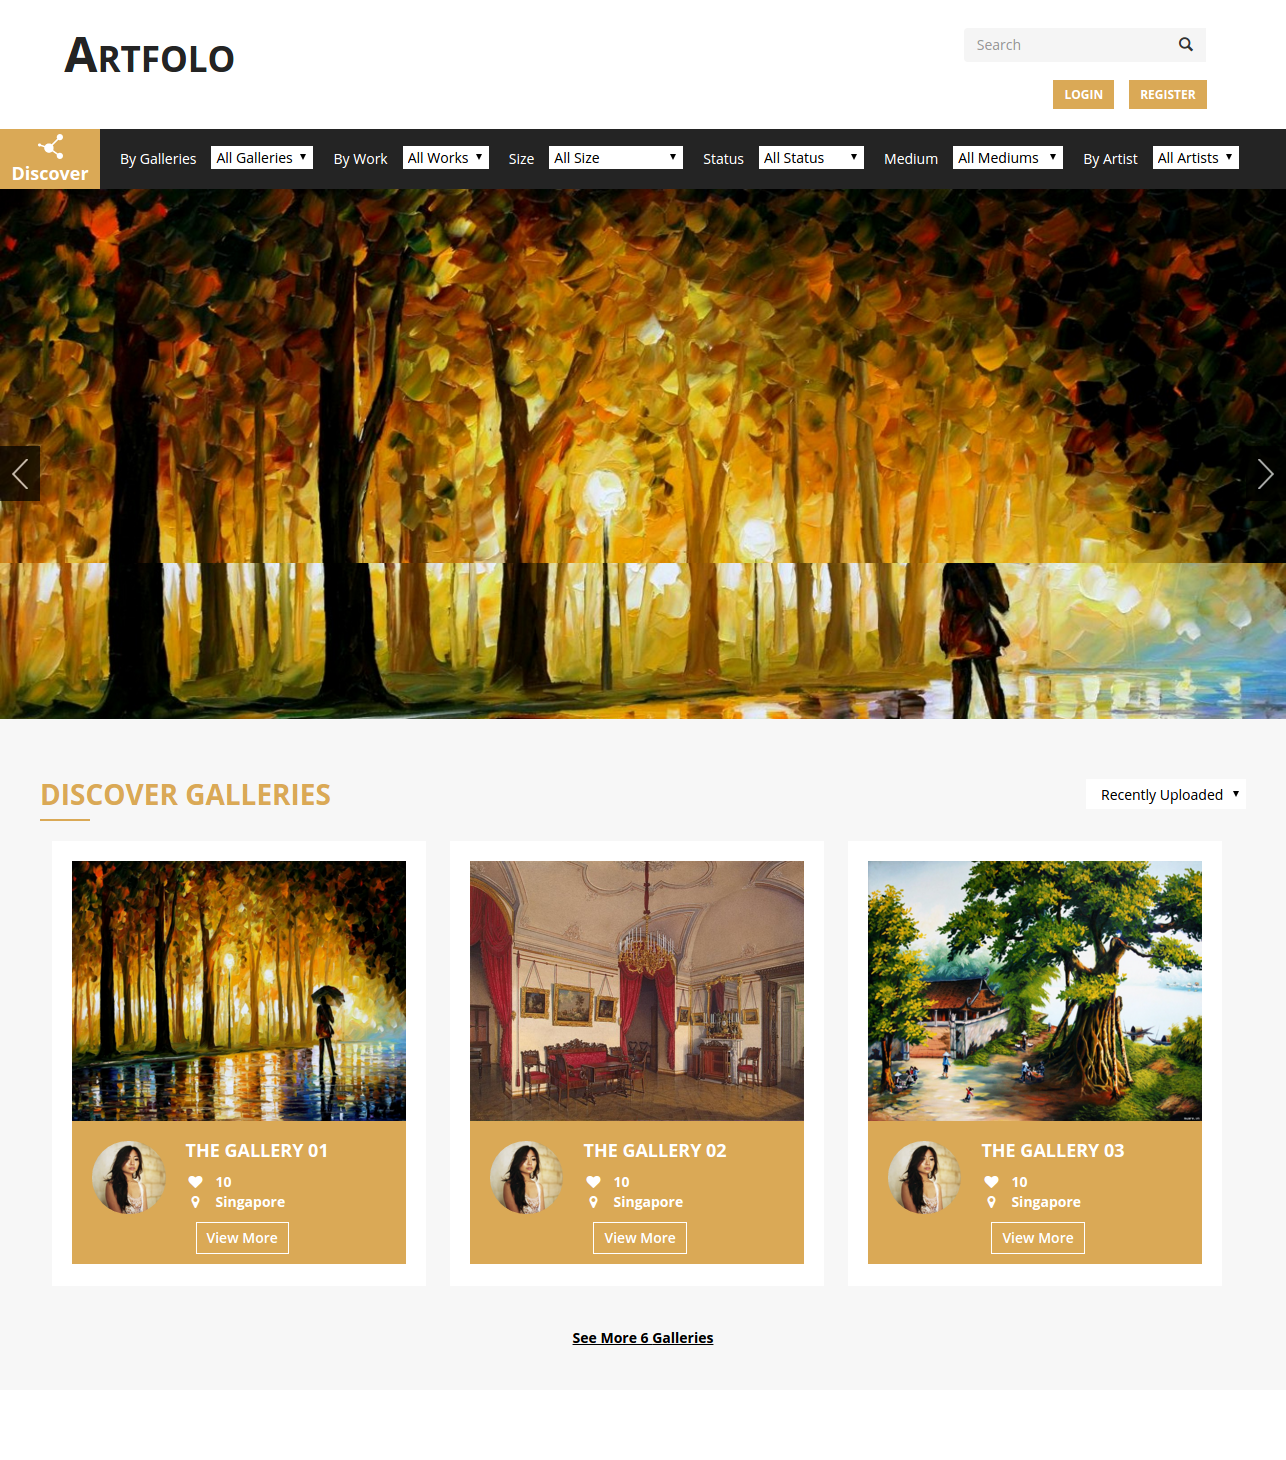 ARTFOLO
Search
LOGIN REGISTER
Discover
By Galleries All Galleries By Work All Works Size All Size Status All Status Medium All Mediums By Artist All Artists
DISCOVER GALLERIES
Recently Uploaded
THE GALLERY 01
10
Singapore
View More
THE GALLERY 02
10
Singapore
View More
THE GALLERY 03
10
Singapore
View More
See More 6 Galleries